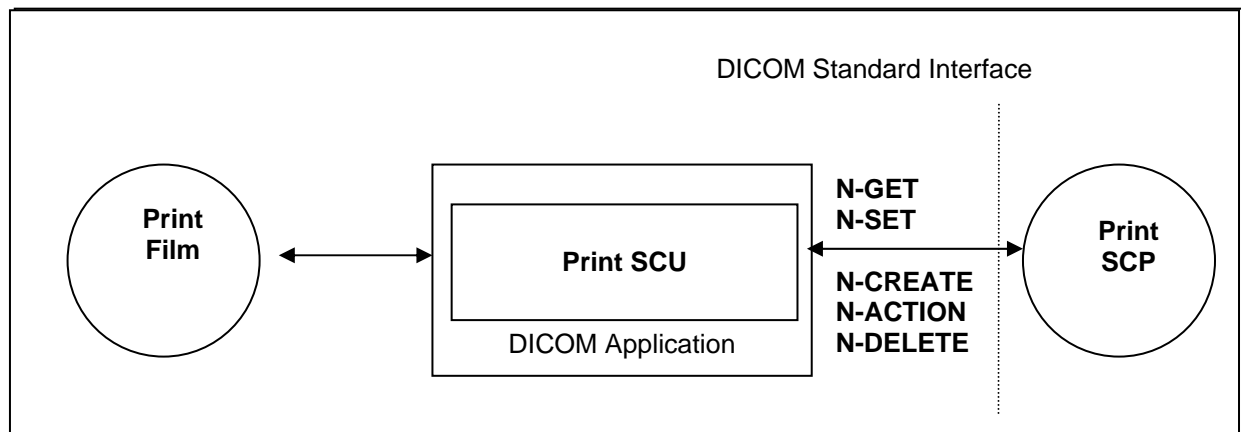 DICOM Standard Interface
Print
Film
Print SCU
DICOM Application
N-GET
N-SET
N-CREATE
N-ACTION
N-DELETE
Print
SCP